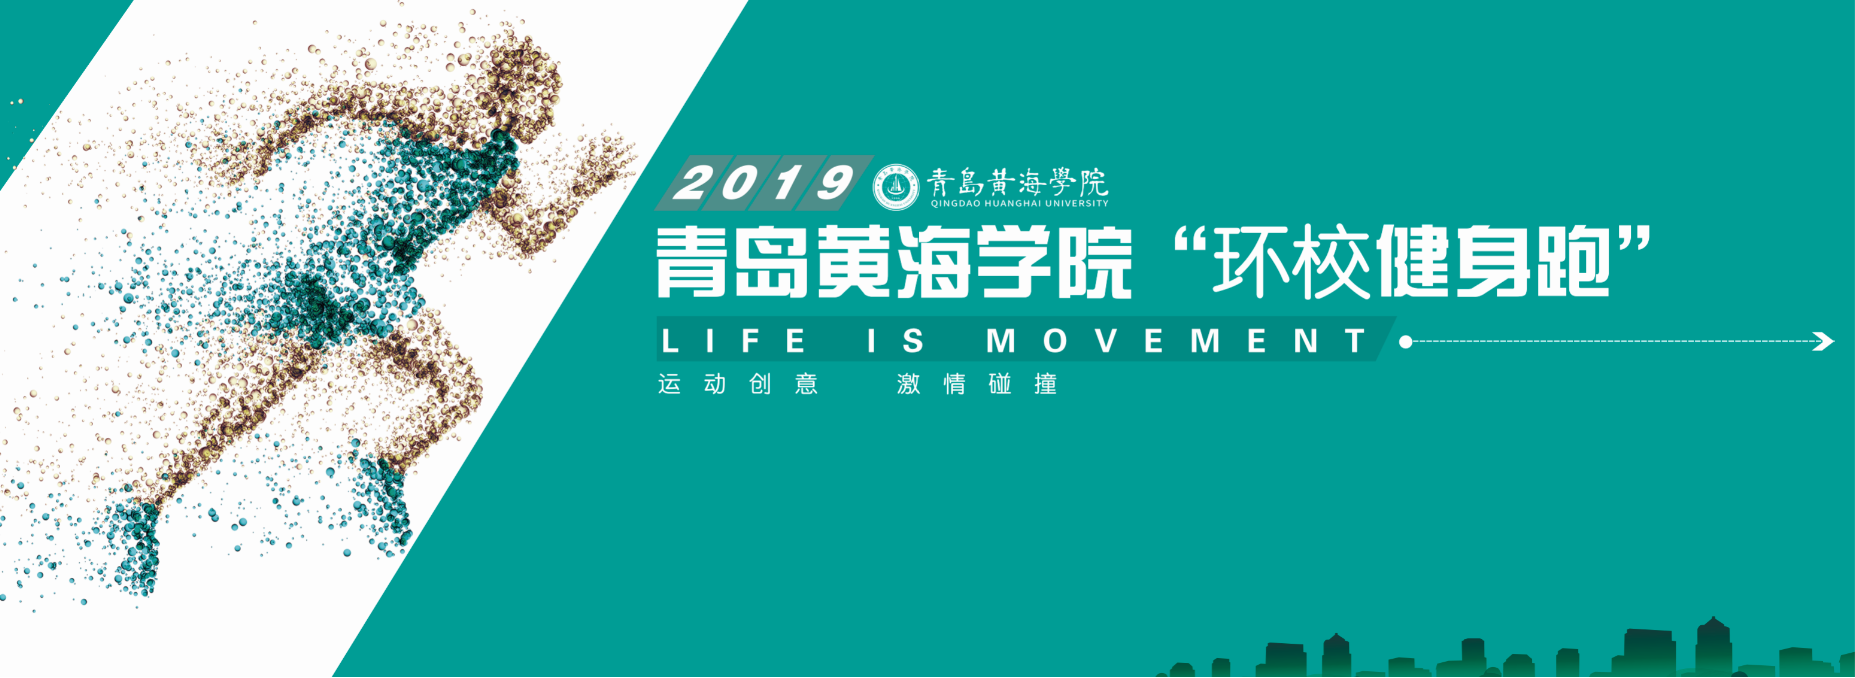 2019
青島黄海學院
QINGDAO HUANGHAI UNIVERSITY
青岛黄海学院“环校健身跑”
LIFE IS MOVEMENT
运动创意 激情碰撞